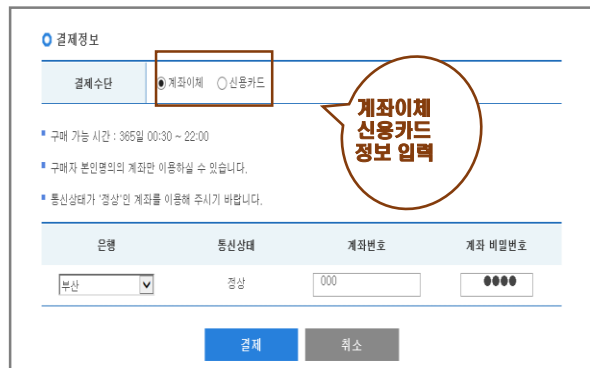 결제정보
결제수단 계좌이체 신용카드
계좌이체
신용카드
정보 입력
구매 가능 시간 : 365일 00:30 ~ 22:00
구매자 본인명의의 계좌만 이용하실 수 있습니다.
통신상태가 '정상'인 계좌를 이용해 주시기 바랍니다.
은행 통신상태 계좌번호 계좌 비밀번호
부산 정상 000 ●●●●
결제 취소